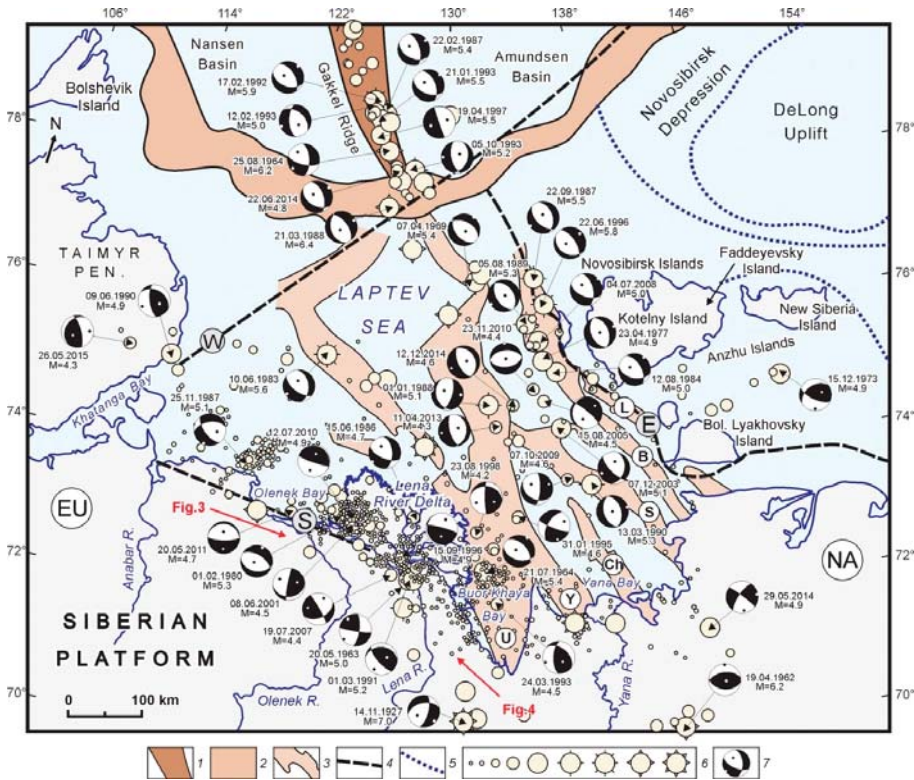 106° 114° 122° 130° 138° 146° 154°
Nansen
Basin
22.02.1987
M=5.4
Amundsen
Basin
Novosibirsk
Depression
DeLong
Uplift
Bolshevik
Island
17.02.1992
M=5.9
Gakkel Ridge
21.01.1993
M=5.5
78°
78°
N
12.02.1993
M=5.0
19.04.1997
M=5.5
05.10.1993
M=5.2
25.08.1964
M=6.2
22.06.2014
M=4.8
22.09.1987
M=5.5
21.03.1988
M=6.4
07.04.1969
M=5.4
22.06.1996
M=5.8
76°
76°
TAIMYR
PEN.
05.08.1989
M=5.3
Novosibirsk Islands
Faddeyevsky
Island
09.06.1990
M=4.9
LAPTEV
SEA
04.07.2008
M=5.0
Kotelny Island
New Siberia
Island
23.11.2010
M=4.4
23.04.1977
M=4.9
Anzhu Islands
W
26.05.2015
M=4.3
12.12.2014
M=4.6
10.06.1983
M=5.6
01.01.1988
M=5.1
12.08.1984
M=5.0
15.12.1973
M=4.9
Khatanga Bay
74°
74°
25.11.1987
M=5.1
11.04.2013
M=4.3
L
E
Bol. Lyakhovsky
Island
12.07.2010
M=4.9
15.06.1986
M=4.7
15.08.2005
M=4.5
07.10.2009
M=4.6
B
23.08.1998
M=4.2
07.12.2003
M=5.1
EU
Olenek Bay
Lena
River Delta
Fig.3
S
S
13.03.1990
M=5.3
NA
72°
72°
Anabar R.
20.05.2011
M=4.7
15.09.1996
M=4.9
31.01.1995
M=4.6
Ch
01.02.1980
M=5.3
21.07.1964
M=5.4
Yana Bay
29.05.2014
M=4.9
08.06.2001
M=4.5
Buor Khaya
Bay
Y
SIBERIAN
PLATFORM
19.07.2007
M=4.4
U
20.05.1963
M=5.0
01.03.1991
M=5.2
Lena R.
24.03.1993
M=4.5
Yana R.
19.04.1962
M=6.2
70°
70°
0 100 km
Olenek R.
Fig.4
14.11.1927
M=7.0
1 2 3 4 5 6 7